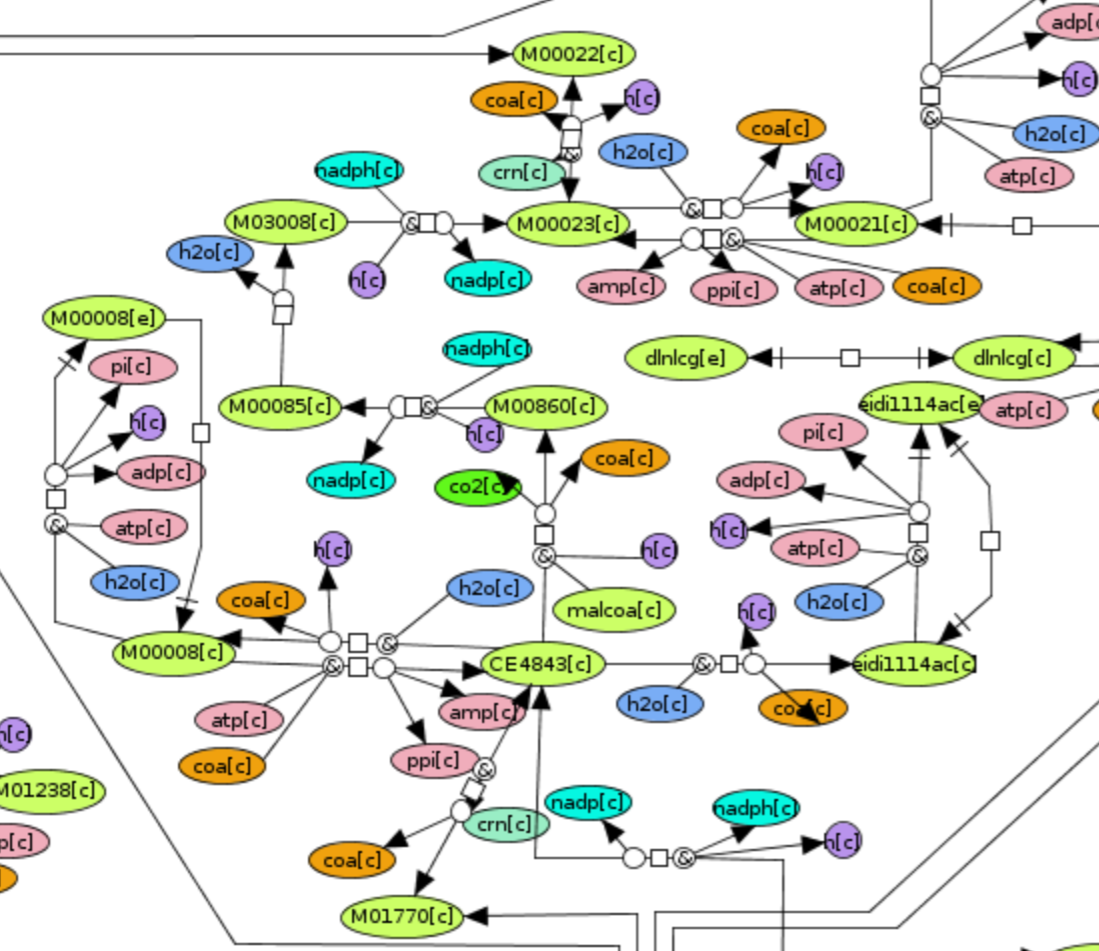 adp[c
M00022[c]
h[c]
coa[c]
h[c]
coa[c]
h2o[c]
h2o[c]
nadph[c]
crn[c]
h[c]
atp[c]
M03008[c]
M00023[c]
M00021[c]
h2o[c]
h[c]
nadp[c]
amp[c]
ppi[c]
atp[c]
coa[c]
M00008[e]
nadph[c]
dlnlcg[e]
dlnlcg[c]
pi[c]
M00085[c]
M00860[c]
eidi1114ac[e]
atp[c]
h[c]
h[c]
pi[c]
adp[c]
nadp[c]
co2[c]
coa[c]
adp[c]
atp[c]
h[c]
h[c]
h[c]
atp[c]
h2o[c]
coa[c]
h2o[c]
malcoa[c]
h[c]
h2o[c]
M00008[c]
CE4843[c]
eidi1114ac[c]
atp[c]
amp[c]
h2o[c]
coa[c]
h[c]
coa[c]
ppi[c]
M01238[c]
nadp[c]
nadph[c]
p[c]
crn[c]
h[c]
coa[c]
M01770[c]